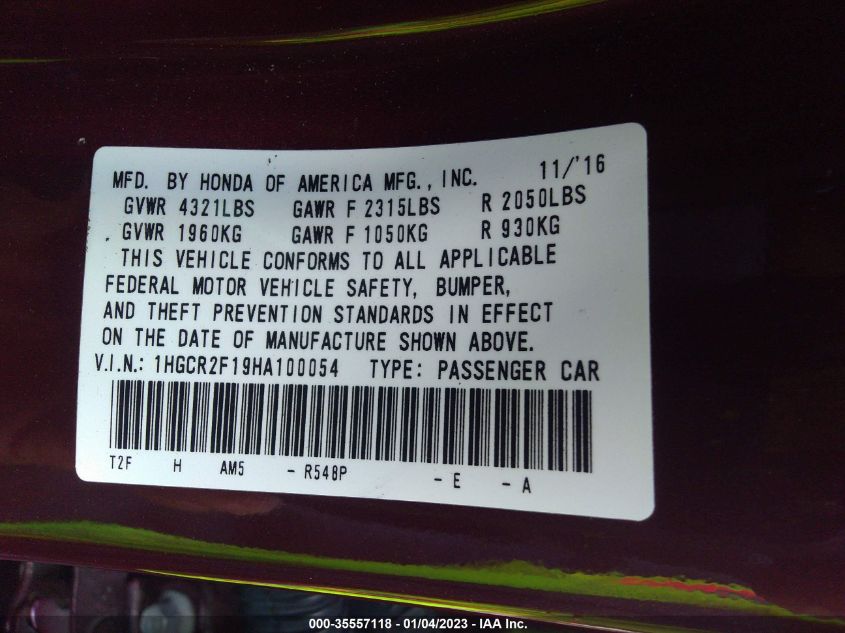 MFD. BY HONDA OF AMERICA MFG., INC. 11/'16
GVWR 4321LBS GAWR F 2315LBS R 2050LBS
GVWR 1960KG GAWR F 1050KG R 930KG
THIS VEHICLE CONFORMS TO ALL APPLICABLE
FEDERAL MOTOR VEHICLE SAFETY, BUMPER,
AND THEFT PREVENTION STANDARDS IN EFFECT
ON THE DATE OF MANUFACTURE SHOWN ABOVE.
V.I.N.: 1HGCR2F19HA100054 TYPE: PASSENGER CAR
T2F H AM5 - R548P - E - A
000-35557118 - 01/04/2023 - IAA Inc.